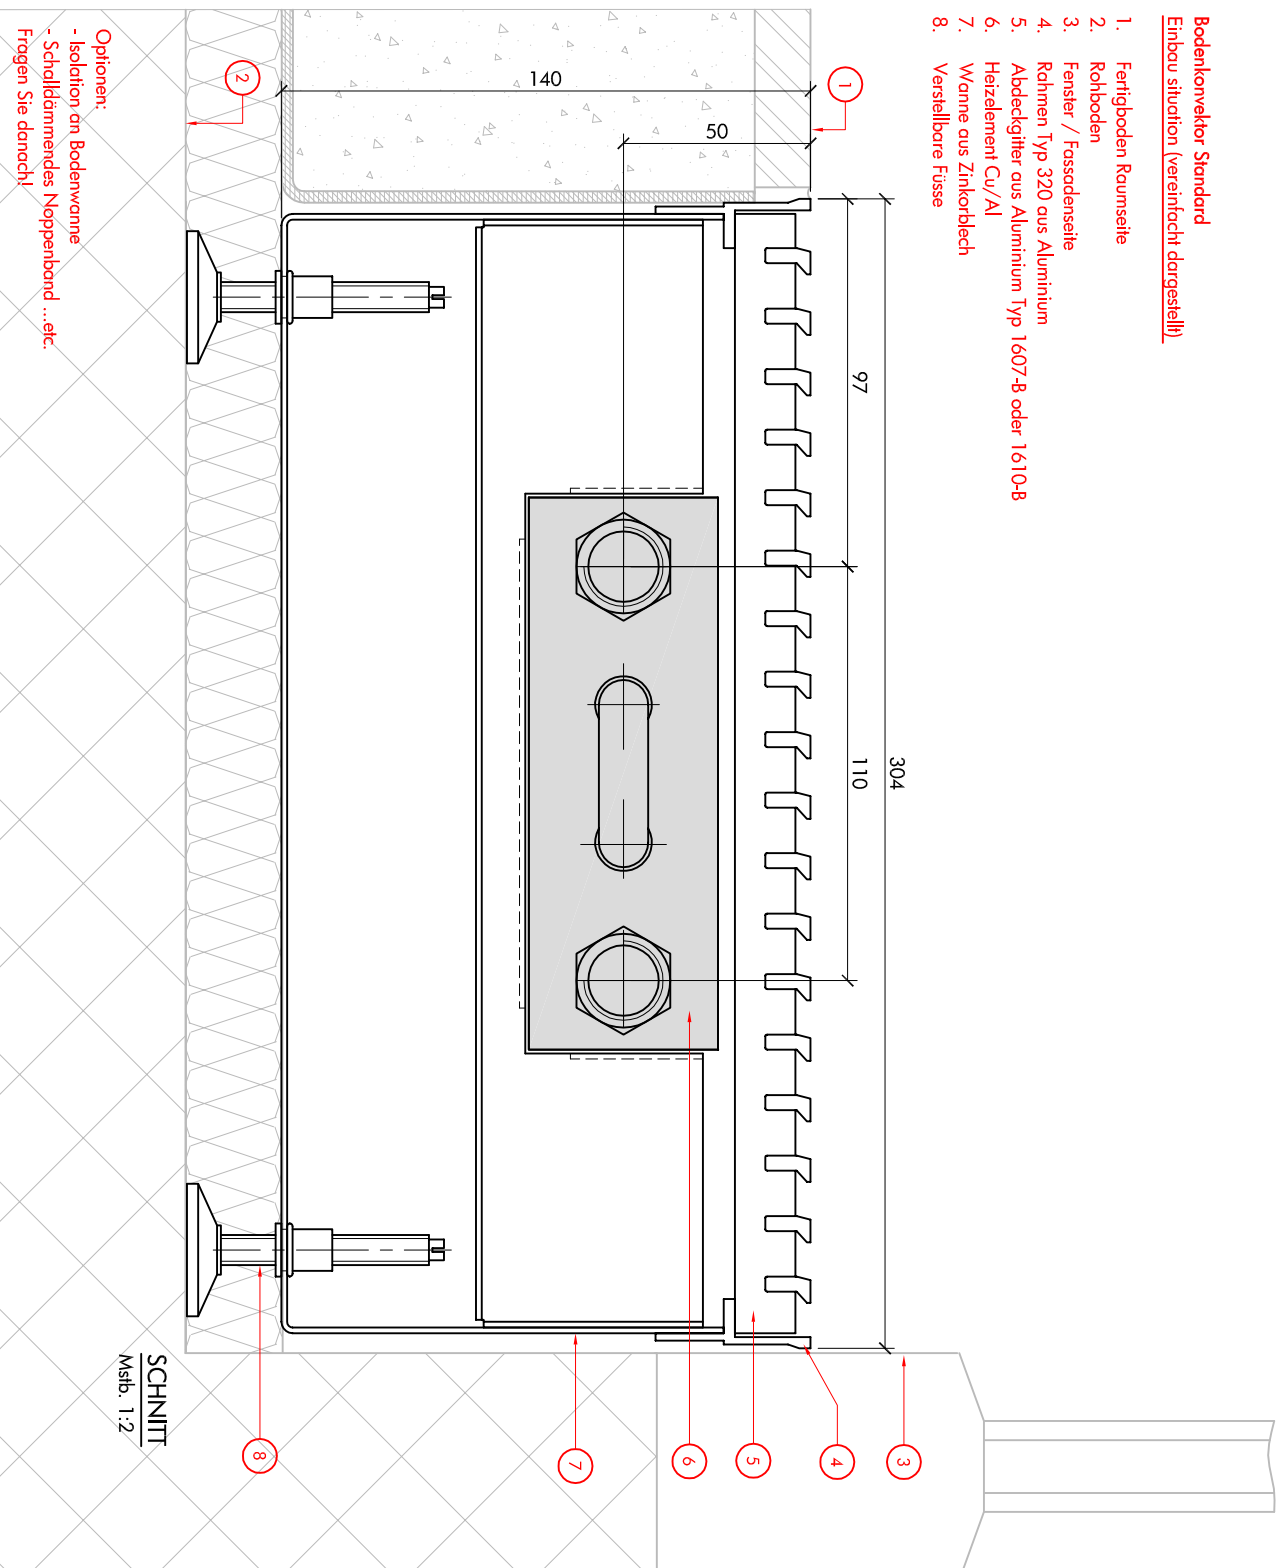 Bodenkonvektor Standard
Einbau situation (vereinfacht dargestellt)
1. Fertigboden Raumseite
2. Rohboden
3. Fenster / Fassadenseite
4. Rahmen Typ 320 aus Aluminium
5. Abdeckgitter aus Aluminium Typ 1607-B oder 1610-B
6. Heizelement Cu/Al
7. Wanne aus Zinkorblech
8. Verstellbare Füsse
304
97
110
1
50
140
2
3
4
5
6
7
8
SCHNITT
Mstb. 1:2
Optionen:
- Isolation an Bodenwanne
- Schalldämmendes Noppenband ...etc.
Fragen Sie danach!